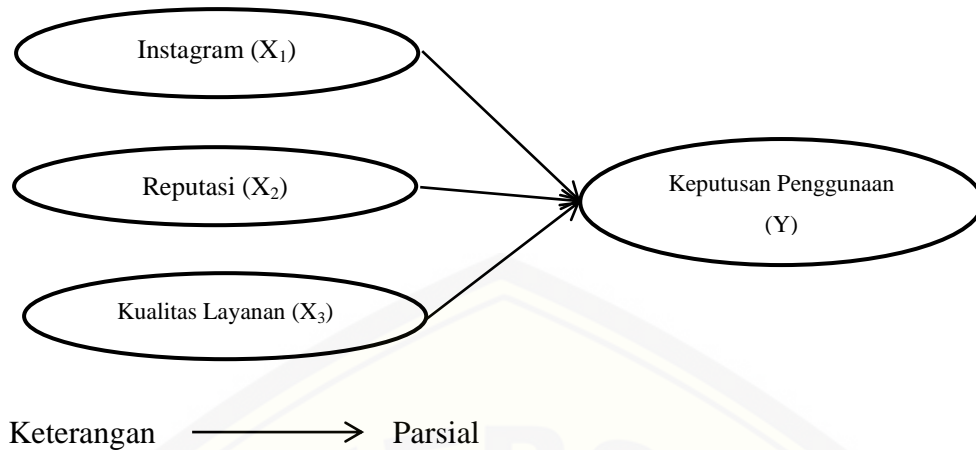 Instagram (X₁)
Reputasi (X₂)
Keputusan Penggunaan
(Y)
Kualitas Layanan (X₃)
Keterangan Parsial